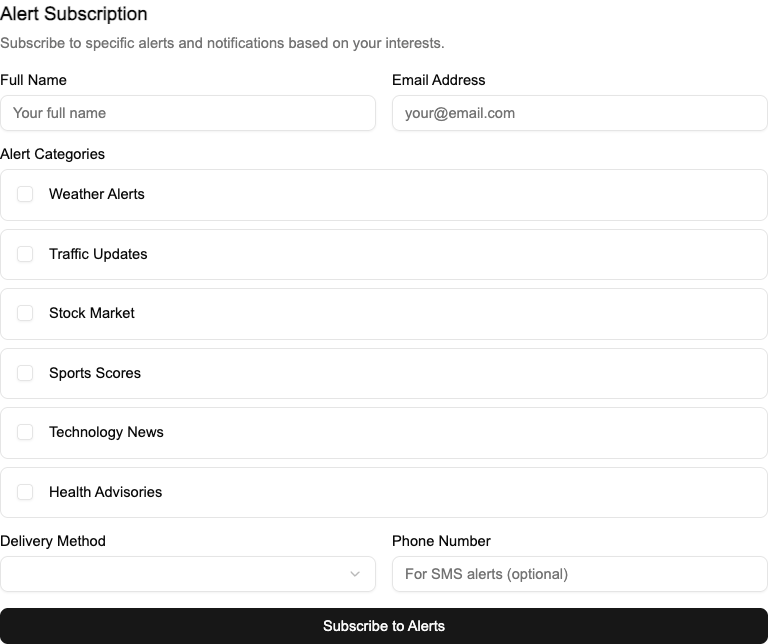 Alert Subscription
Subscribe to specific alerts and notifications based on your interests.
Full Name
Email Address
Your full name
your@email.com
Alert Categories
Weather Alerts
Traffic Updates
Stock Market
Sports Scores
Technology News
Health Advisories
Delivery Method
Phone Number
For SMS alerts (optional)
Subscribe to Alerts